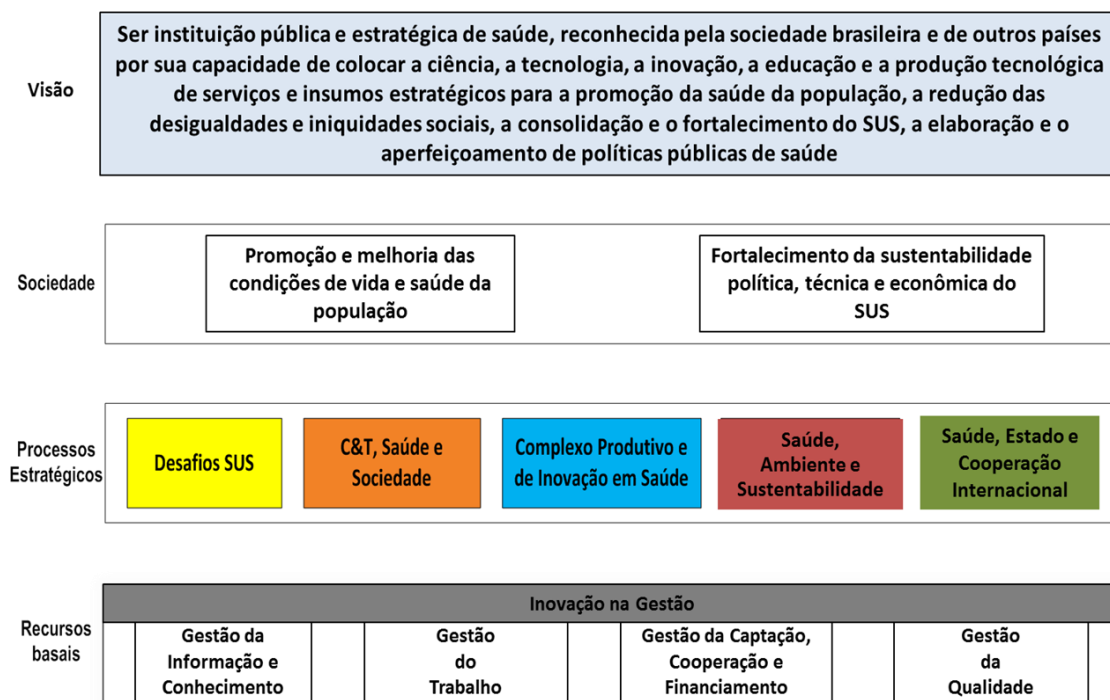 Visão
Ser instituição pública e estratégica de saúde, reconhecida pela sociedade brasileira e de outros países
por sua capacidade de colocar a ciência, a tecnologia, a inovação, a educação e a produção tecnológica
de serviços e insumos estratégicos para a promoção da saúde da população, a redução das
desigualdades e iniquidades sociais, a consolidação e o fortalecimento do SUS, a elaboração e o
aperfeiçoamento de políticas públicas de saúde
Sociedade
Promoção e melhoria das
condições de vida e saúde da
população
Fortalecimento da sustentabilidade
política, técnica e econômica do
SUS
Processos
Estratégicos
Desafios SUS
C&T, Saúde e
Sociedade
Complexo Produtivo e
de Inovação em Saúde
Saúde,
Ambiente e
Sustentabilidade
Saúde, Estado e
Cooperação
Internacional
Recursos
basais
Inovação na Gestão
Gestão da
Informação e
Conhecimento
Gestão
do
Trabalho
Gestão da Captação,
Cooperação e
Financiamento
Gestão
da
Qualidade